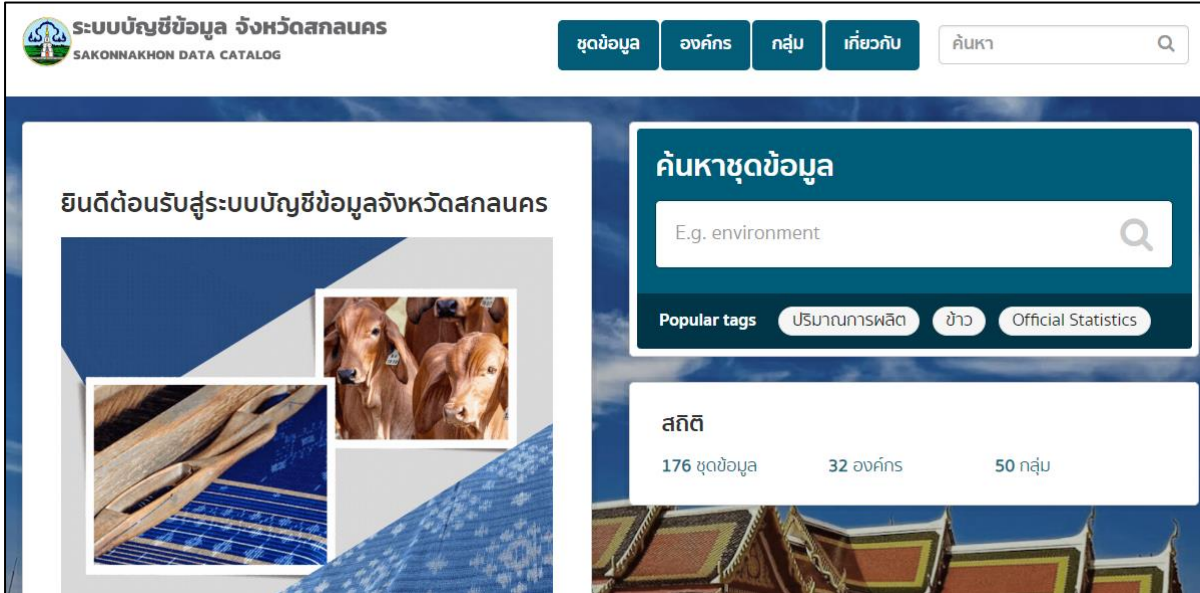 ระบบบัญชีข้อมูล จังหวัดสกลนคร
SAKONNAKHON DATA CATALOG
ชุดข้อมูล
องค์กร
กลุ่ม
เกี่ยวกับ
ค้นหา
ยินดีต้อนรับสู่ระบบบัญชีข้อมูลจังหวัดสกลนคร
ค้นหาชุดข้อมูล
E.g. environment
Popular tags ปริมาณการผลิต ข้าว Official Statistics
สถิติ
176 ชุดข้อมูล 32 องค์กร 50 กลุ่ม